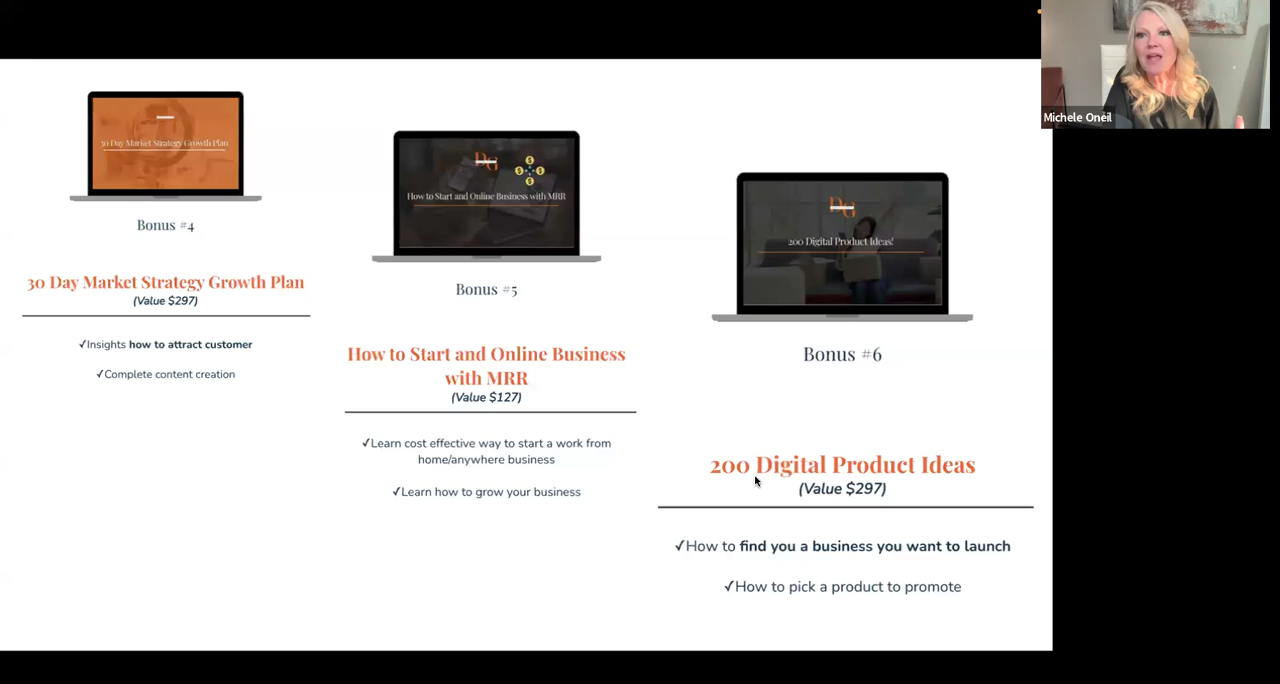 Michele Oneil
30 Day Market Strategy Growth Plan
Bonus #4
30 Day Market Strategy Growth Plan
(Value $297)
✓Insights how to attract customer
✓Complete content creation
DG
How to Start and Online Business with MRR
Bonus #5
How to Start and Online Business
with MRR
(Value $127)
✓Learn cost effective way to start a work from
home/anywhere business
✓Learn how to grow your business
DG
200 Digital Product Ideas!
Bonus #6
200 Digital Product Ideas
(Value $297)
✓How to find you a business you want to launch
✓How to pick a product to promote